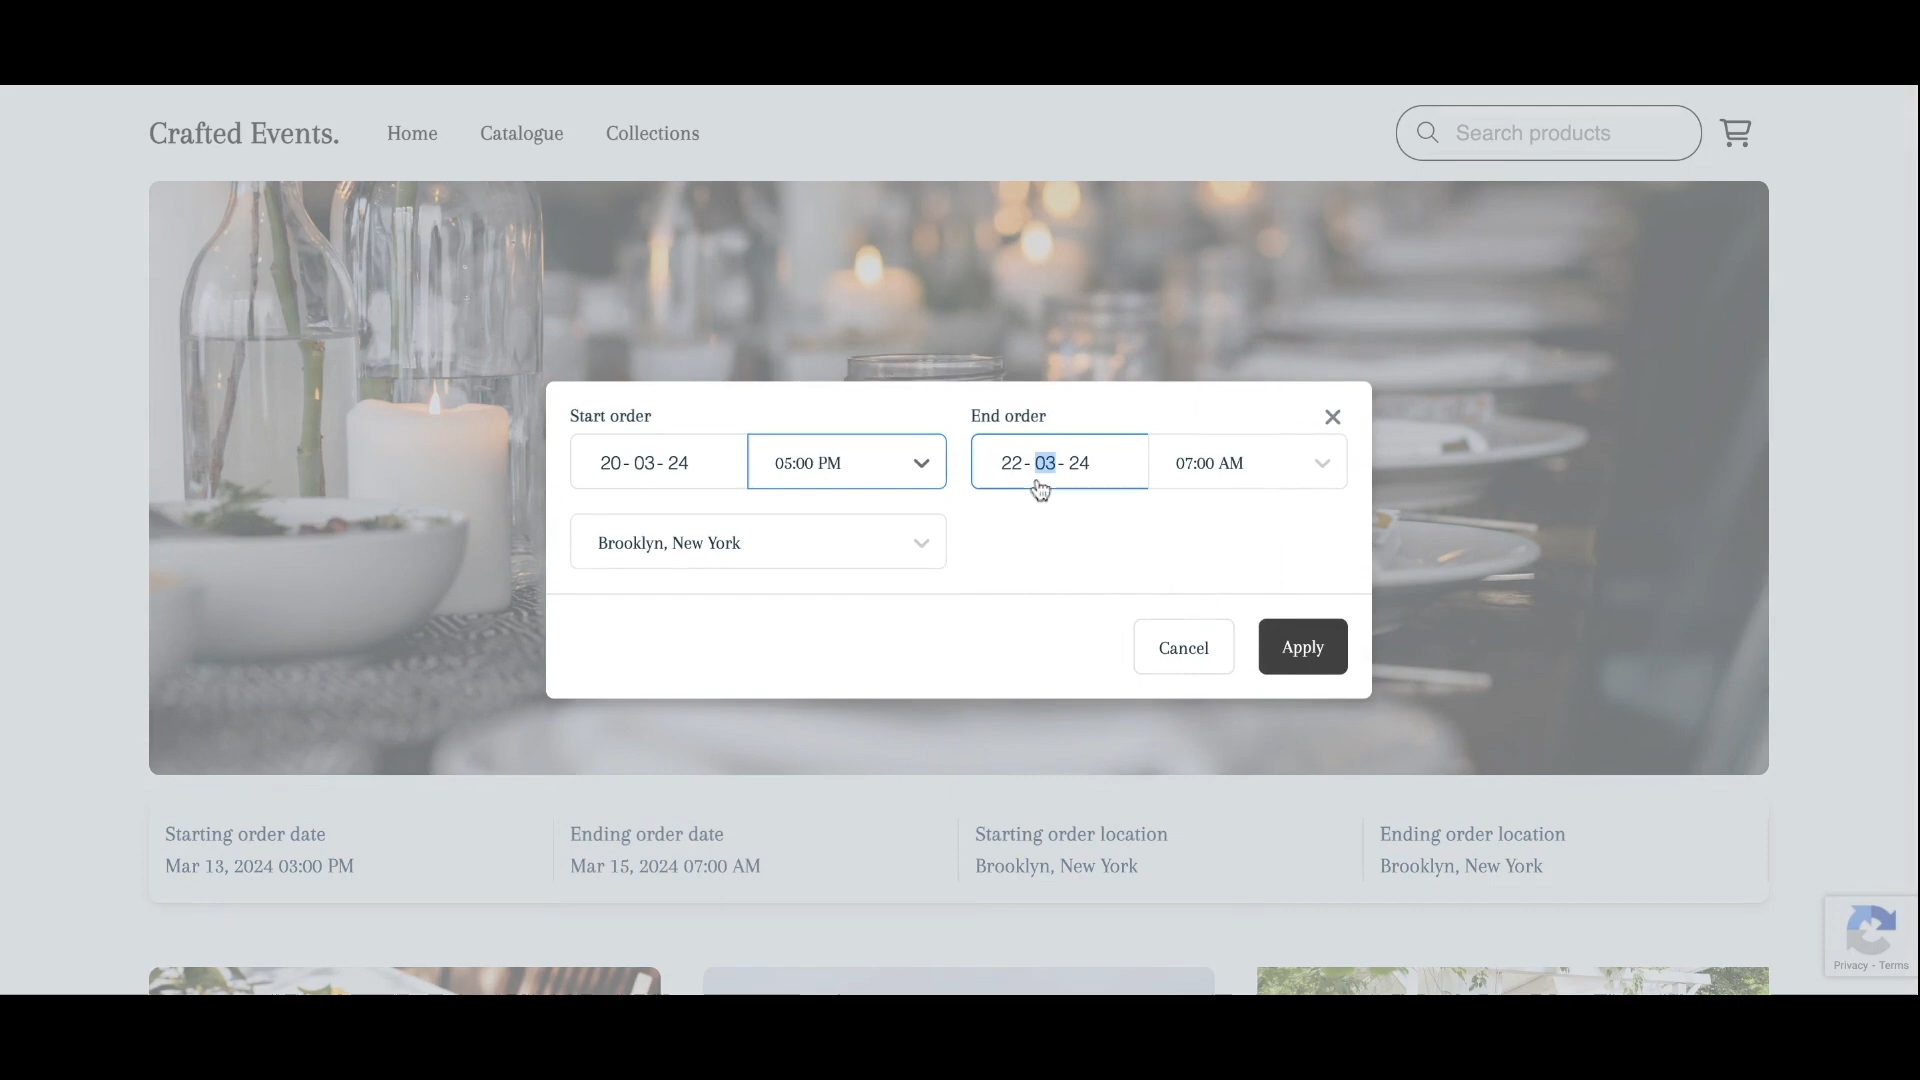 Crafted Events. Home Catalogue Collections Search products
Start order End order
20-03-24 05:00 PM 22-03-24 07:00 AM
Brooklyn, New York
Cancel Apply
Starting order date Ending order date Starting order location Ending order location
Mar 13, 2024 03:00 PM Mar 15, 2024 07:00 AM Brooklyn, New York Brooklyn, New York
Privacy - Terms